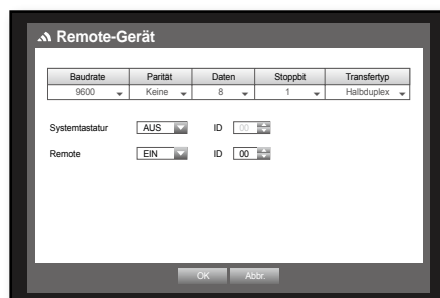 Remote-Gerät
Baudrate Parität Daten Stoppbit Transfertyp
9600 Keine 8 1 Halbduplex
Systemtastatur AUS ID 00
Remote EIN ID 00
OK Abbr.